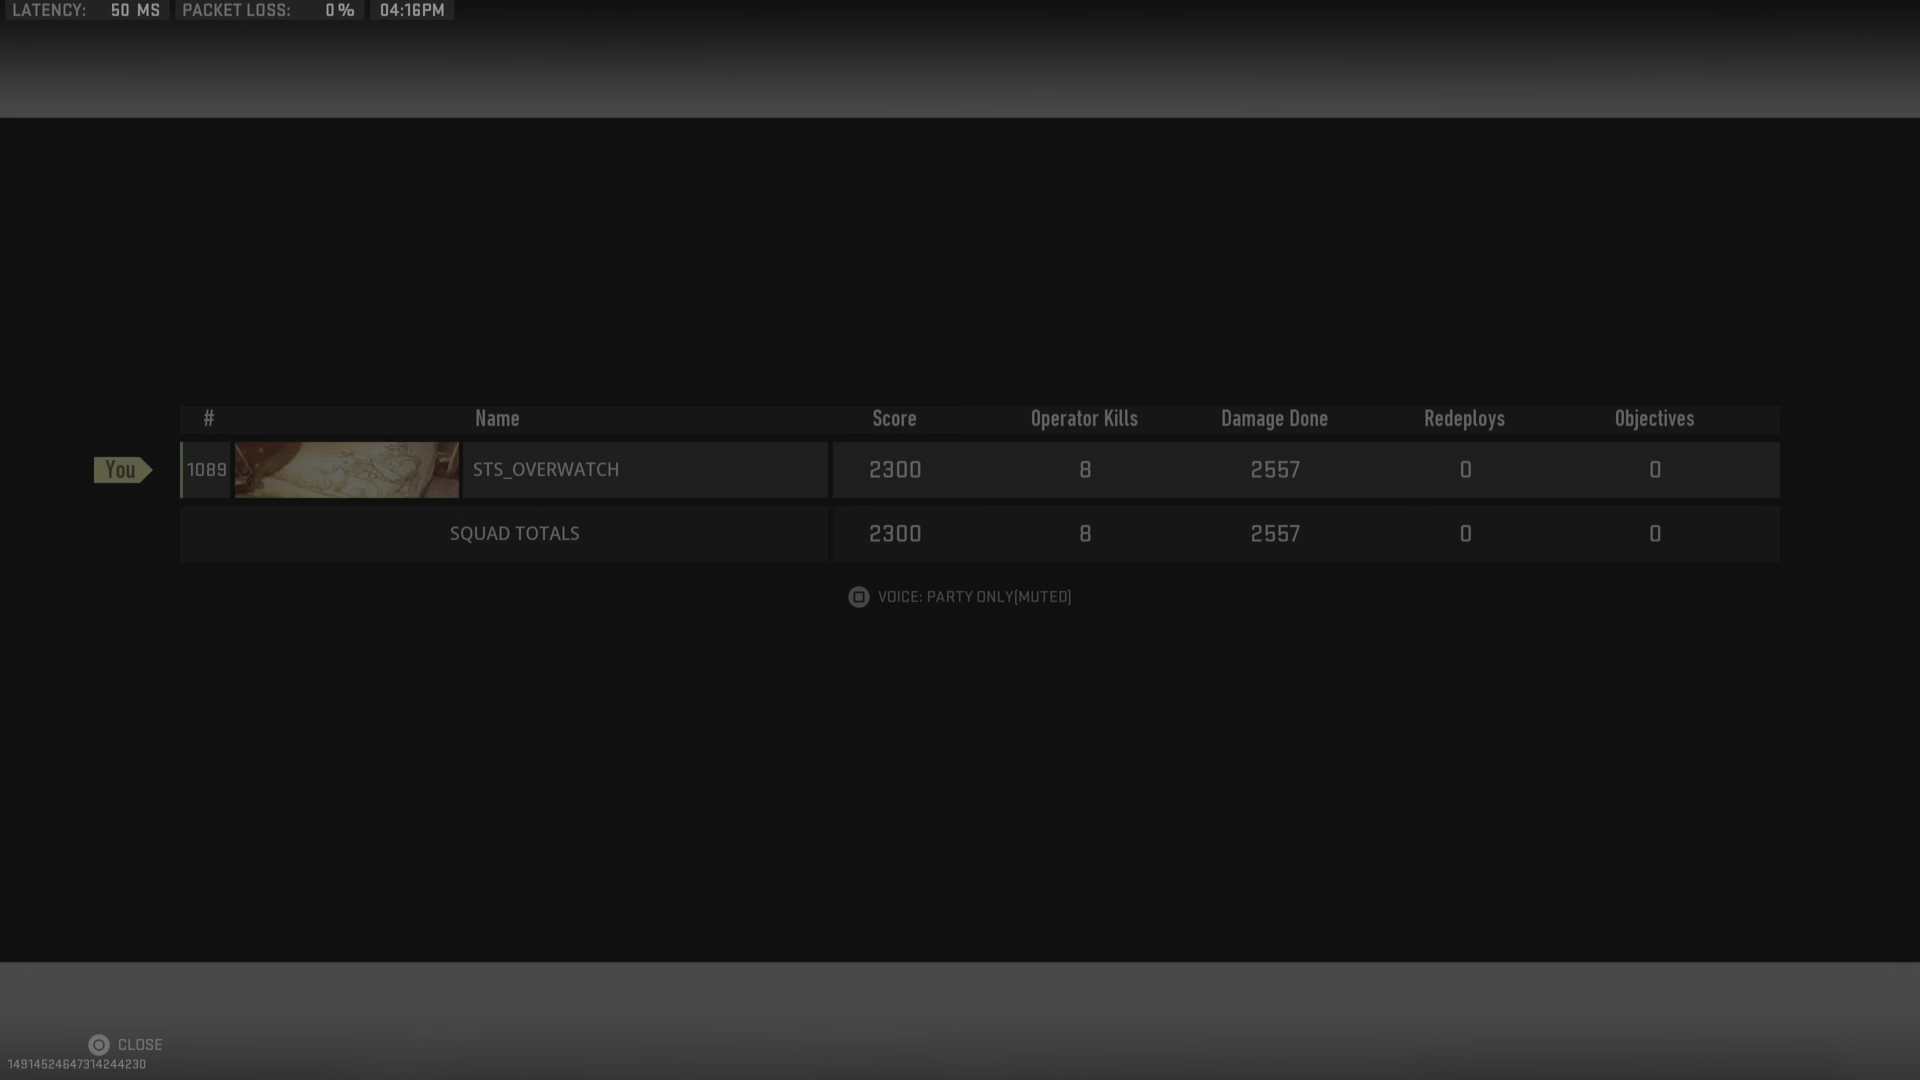 LATENCY: 50 MS PACKET LOSS: 0% 04:16PM
# Name Score Operator Kills Damage Done Redeploys Objectives
You 1089 STS_OVERWATCH 2300 8 2557 0 0
SQUAD TOTALS 2300 8 2557 0 0
VOICE: PARTY ONLY(MUTED)
CLOSE
14914524647314244230